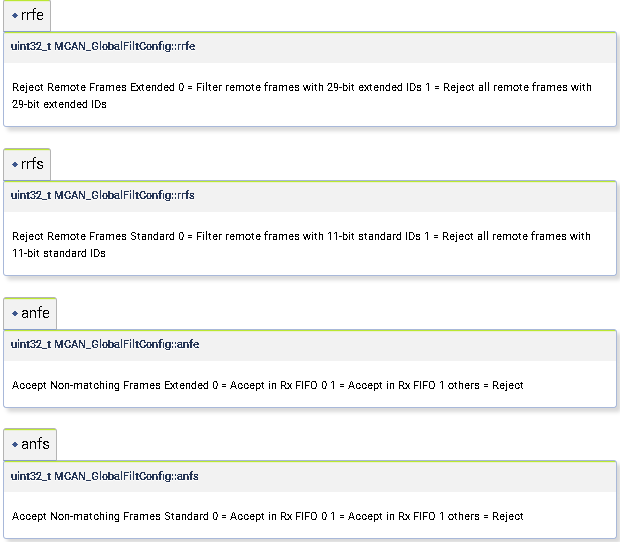 ◆ rrfe
uint32_t MCAN_GlobalFiltConfig::rrfe
Reject Remote Frames Extended 0 = Filter remote frames with 29-bit extended IDs 1 = Reject all remote frames with
29-bit extended IDs
◆ rrfs
uint32_t MCAN_GlobalFiltConfig::rrfs
Reject Remote Frames Standard 0 = Filter remote frames with 11-bit standard IDs 1 = Reject all remote frames with
11-bit standard IDs
◆ anfe
uint32_t MCAN_GlobalFiltConfig::anfe
Accept Non-matching Frames Extended 0 = Accept in Rx FIFO 0 1 = Accept in Rx FIFO 1 others = Reject
◆ anfs
uint32_t MCAN_GlobalFiltConfig::anfs
Accept Non-matching Frames Standard 0 = Accept in Rx FIFO 0 1 = Accept in Rx FIFO 1 others = Reject